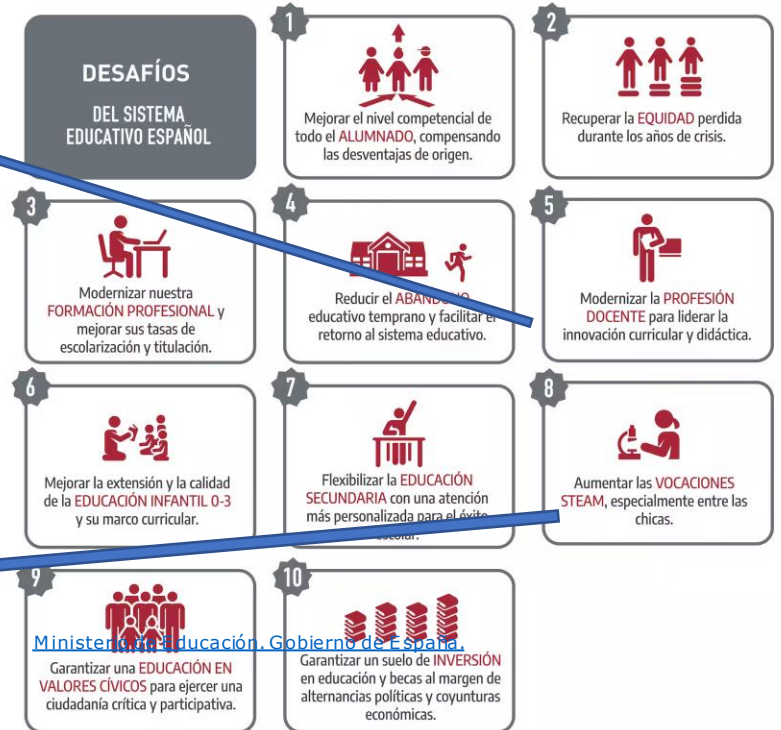 DESAFÍOS
DEL SISTEMA
EDUCATIVO ESPAÑOL
1
Mejorar el nivel competencial de
todo el ALUMNADO, compensando
las desventajas de origen.
2
Recuperar la EQUIDAD perdida
durante los años de crisis.
3
Modernizar nuestra
FORMACIÓN PROFESIONAL y
mejorar sus tasas de
escolarización y titulación.
4
Reducir el ABANDONO
educativo temprano y facilitar el
retorno al sistema educativo.
5
Modernizar la PROFESIÓN
DOCENTE para liderar la
innovación curricular y didáctica.
6
Mejorar la extensión y la calidad
de la EDUCACIÓN INFANTIL 0-3
y su marco curricular.
7
Flexibilizar la EDUCACIÓN
SECUNDARIA con una atención
más personalizada para el éxito
escolar.
8
Aumentar las VOCACIONES
STEAM, especialmente entre las
chicas.
9
Ministerio de Educación. Gobierno de España.
Garantizar una EDUCACIÓN EN
VALORES CÍVICOS para ejercer una
ciudadanía crítica y participativa.
10
Garantizar un suelo de INVERSIÓN
en educación y becas al margen de
alternancias políticas y coyunturas
económicas.